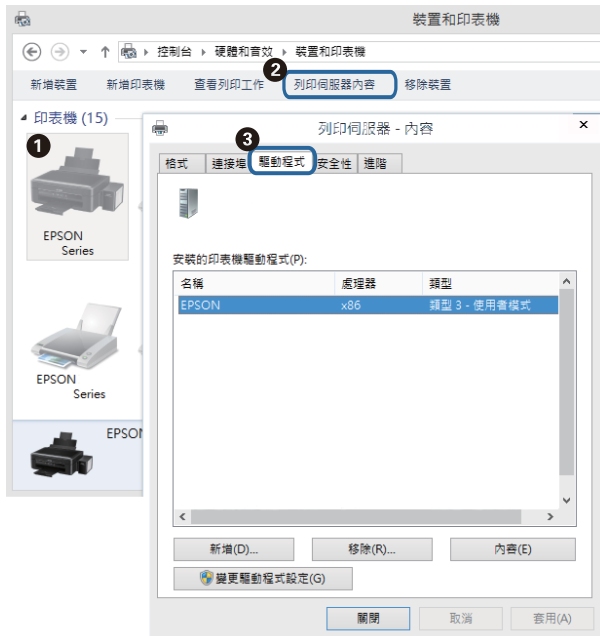 裝置和印表機
控制台 硬體和音效 裝置和印表機
2
新增裝置 新增印表機 查看列印工作 列印伺服器內容 移除裝置
印表機 (15)
1
EPSON
Series
EPSON
Series
EPSON
列印伺服器 - 內容
3
格式 連接埠 驅動程式 安全性 進階
安裝的印表機驅動程式(P):
名稱 處理器 類型
EPSON x86 類型 3 - 使用者模式
新增(D)... 移除(R)... 內容(E)
變更驅動程式設定(G)
關閉 取消 套用(A)